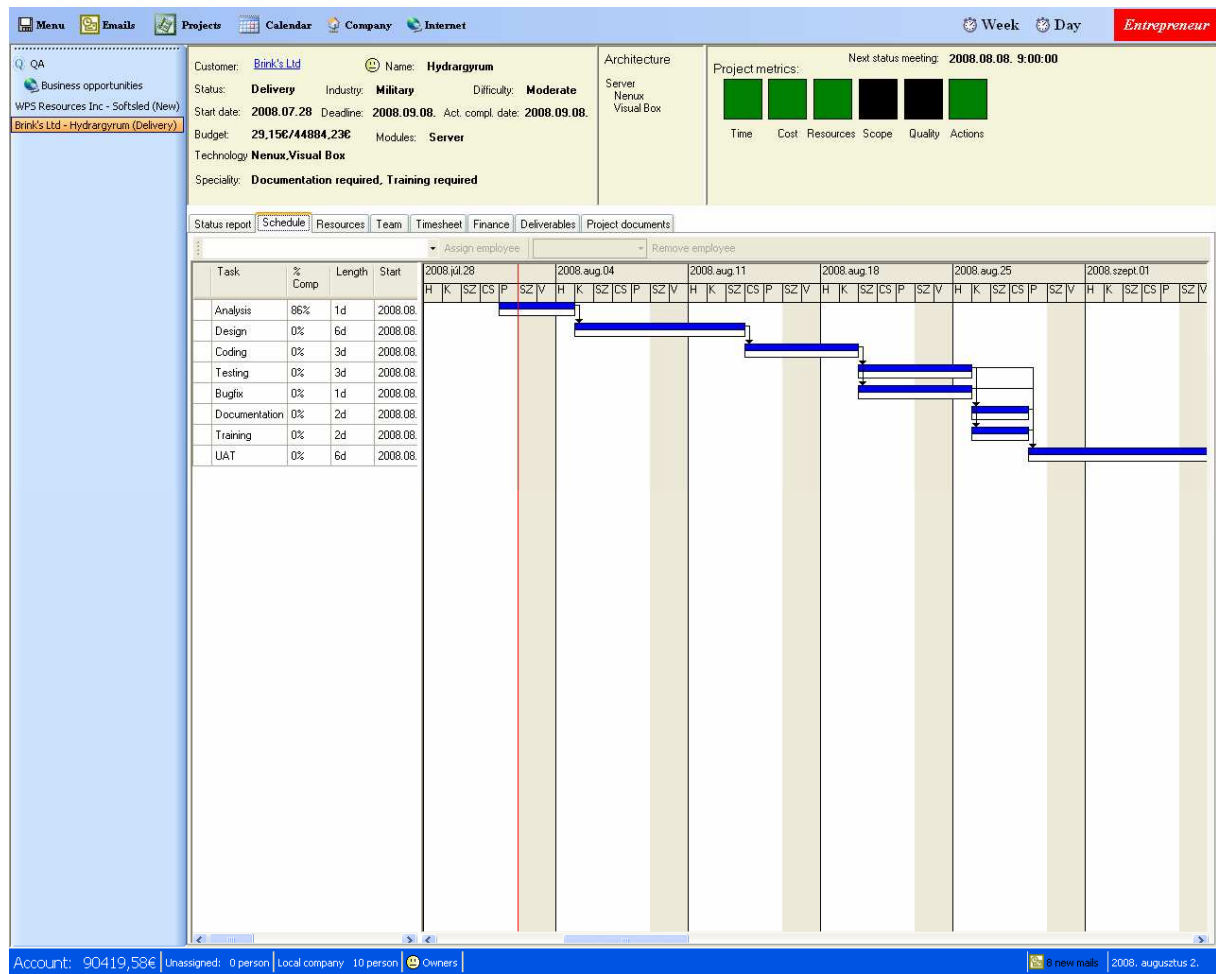 Menu Emails Projects Calendar Company Internet Week Day Entrepreneur
QA
Business opportunities
WPS Resources Inc - Softsled (New)
Brink's Ltd - Hydrargyrum (Delivery)
Customer: Brink's Ltd Name: Hydrargyrum
Status: Delivery Industry: Military Difficulty: Moderate
Start date: 2008.07.28 Deadline: 2008.09.08. Act. compl. date: 2008.09.08.
Budget: 29,15€/44884,23€ Modules: Server
Technology Nenux,Visual Box
Speciality: Documentation required, Training required
Architecture
Server
Nenux
Visual Box
Project metrics: Next status meeting: 2008.08.08. 9:00:00
Time Cost Resources Scope Quality Actions
Status report Schedule Resources Team Timesheet Finance Deliverables Project documents
Assign employee Remove employee
Task % Comp Length Start 2008.júl.28 2008.aug.04 2008.aug.11 2008.aug.18 2008.aug.25 2008.szept.01
H K SZ CS P SZ V H K SZ CS P SZ V H K SZ CS P SZ V H K SZ CS P SZ V H K SZ CS P SZ V H K SZ CS P SZ V
Analysis 86% 1d 2008.08.
Design 0% 6d 2008.08.
Coding 0% 3d 2008.08.
Testing 0% 3d 2008.08.
Bugfix 0% 1d 2008.08.
Documentation 0% 2d 2008.08.
Training 0% 2d 2008.08.
UAT 0% 6d 2008.08.
Account: 90419,58€ Unassigned: 0 person Local company 10 person Owners 8 new mails 2008. augusztus 2.